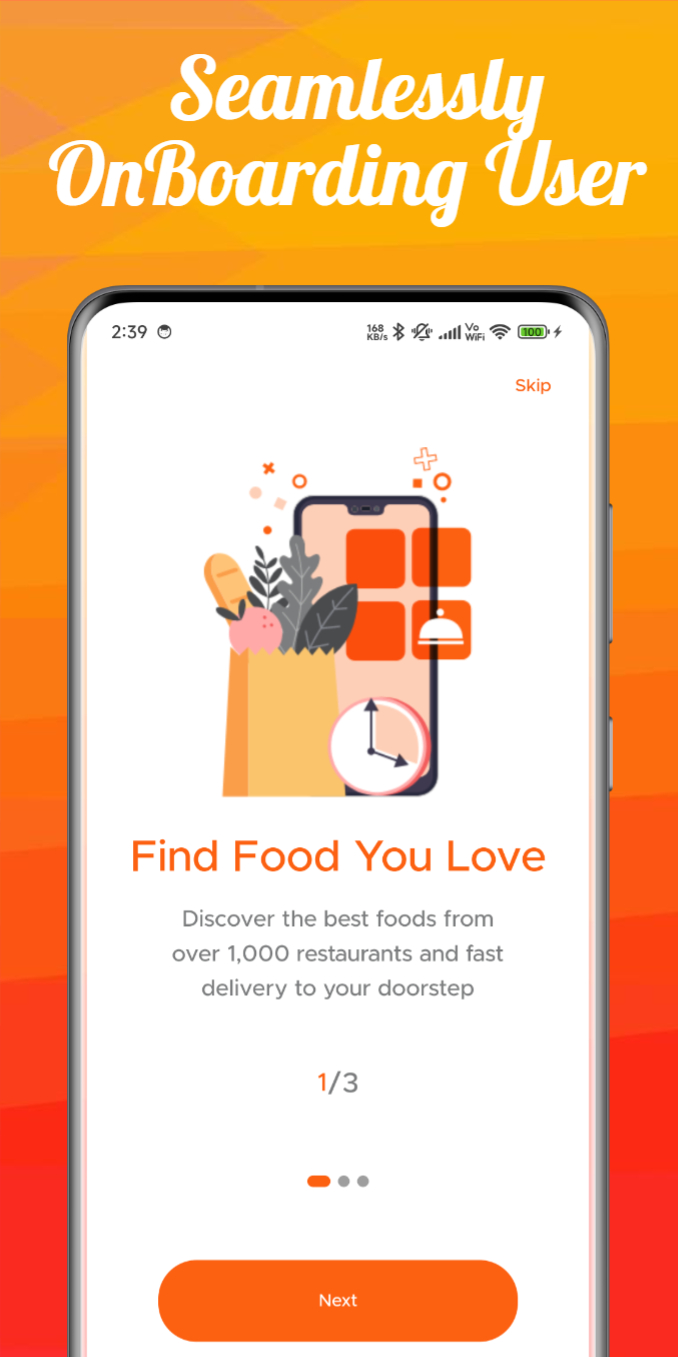 Seamlessly
OnBoarding User
2:39 168 KB/s Vo WiFi 100
Skip
Find Food You Love
Discover the best foods from
over 1,000 restaurants and fast
delivery to your doorstep
1/3
Next